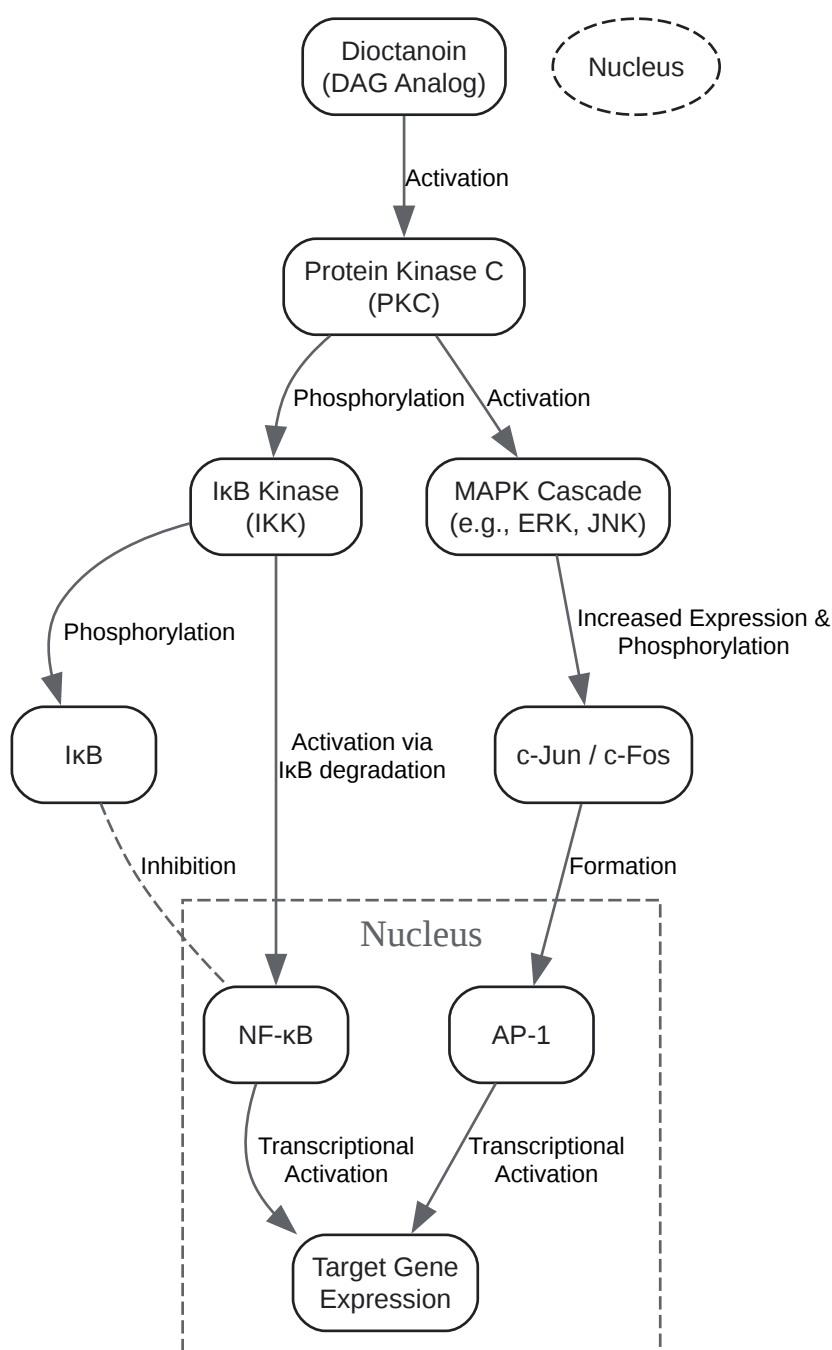 Dioctanoin
(DAG Analog)
Nucleus
Activation
Protein Kinase C
(PKC)
Phosphorylation
Activation
IκB Kinase
(IKK)
MAPK Cascade
(e.g., ERK, JNK)
Phosphorylation
Increased Expression &
Phosphorylation
Activation via
IκB degradation
IκB
c-Jun / c-Fos
Inhibition
Formation
Nucleus
NF-κB
AP-1
Transcriptional
Activation
Transcriptional
Activation
Target Gene
Expression